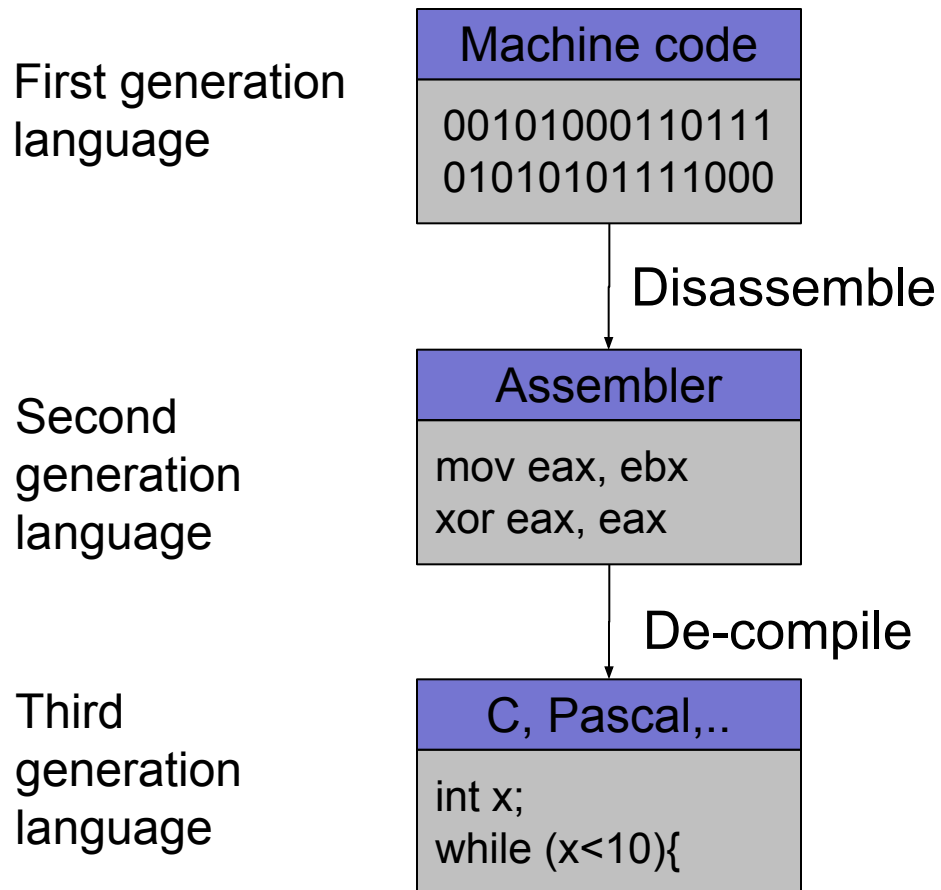 First generation
language
Machine code
00101000110111
01010101111000
Disassemble
Second
generation
language
Assembler
mov eax, ebx
xor eax, eax
De-compile
Third
generation
language
C, Pascal,..
int x;
while (x<10){